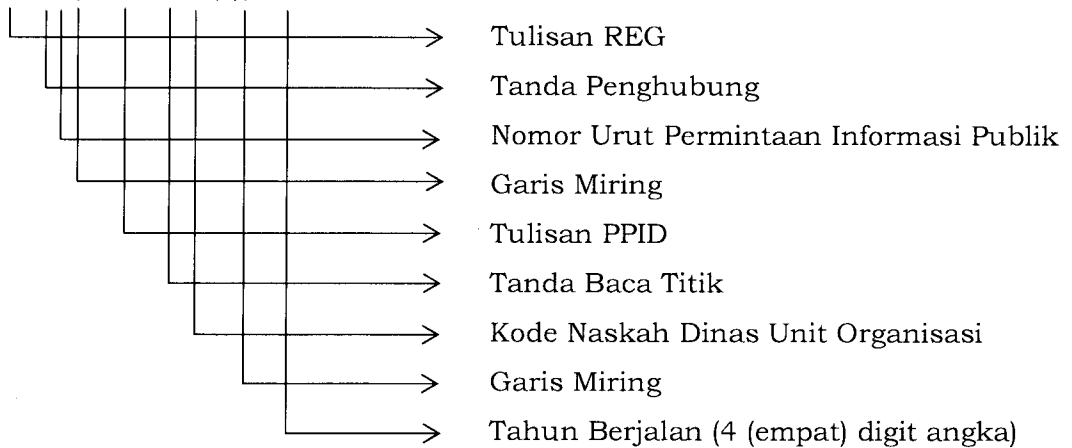 Tulisan REG
Tanda Penghubung
Nomor Urut Permintaan Informasi Publik
Garis Miring
Tulisan PPID
Tanda Baca Titik
Kode Naskah Dinas Unit Organisasi
Garis Miring
Tahun Berjalan (4 (empat) digit angka)